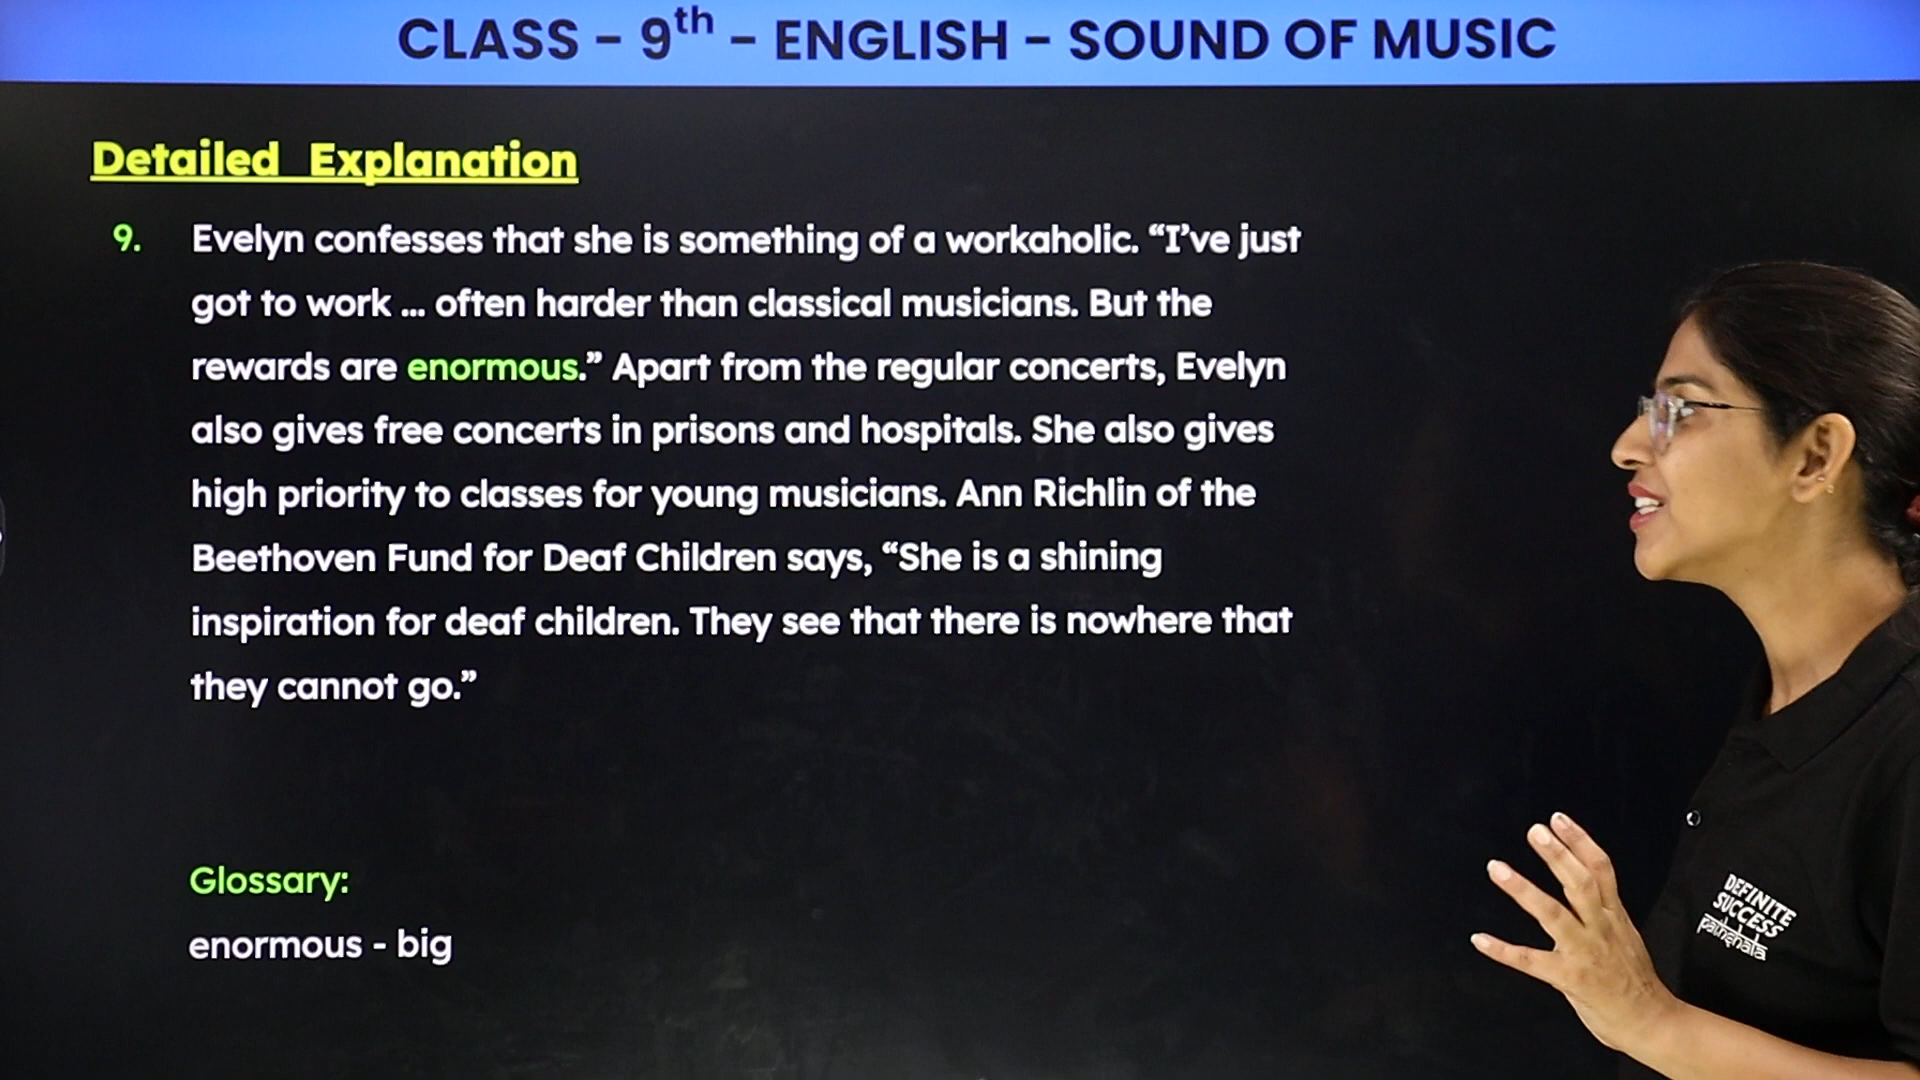 CLASS - 9th - ENGLISH - SOUND OF MUSIC
Detailed Explanation
9. Evelyn confesses that she is something of a workaholic. “I’ve just
got to work ... often harder than classical musicians. But the
rewards are enormous.” Apart from the regular concerts, Evelyn
also gives free concerts in prisons and hospitals. She also gives
high priority to classes for young musicians. Ann Richlin of the
Beethoven Fund for Deaf Children says, “She is a shining
inspiration for deaf children. They see that there is nowhere that
they cannot go.”
Glossary:
enormous - big
DEFINITE
SUCCESS
pathshala